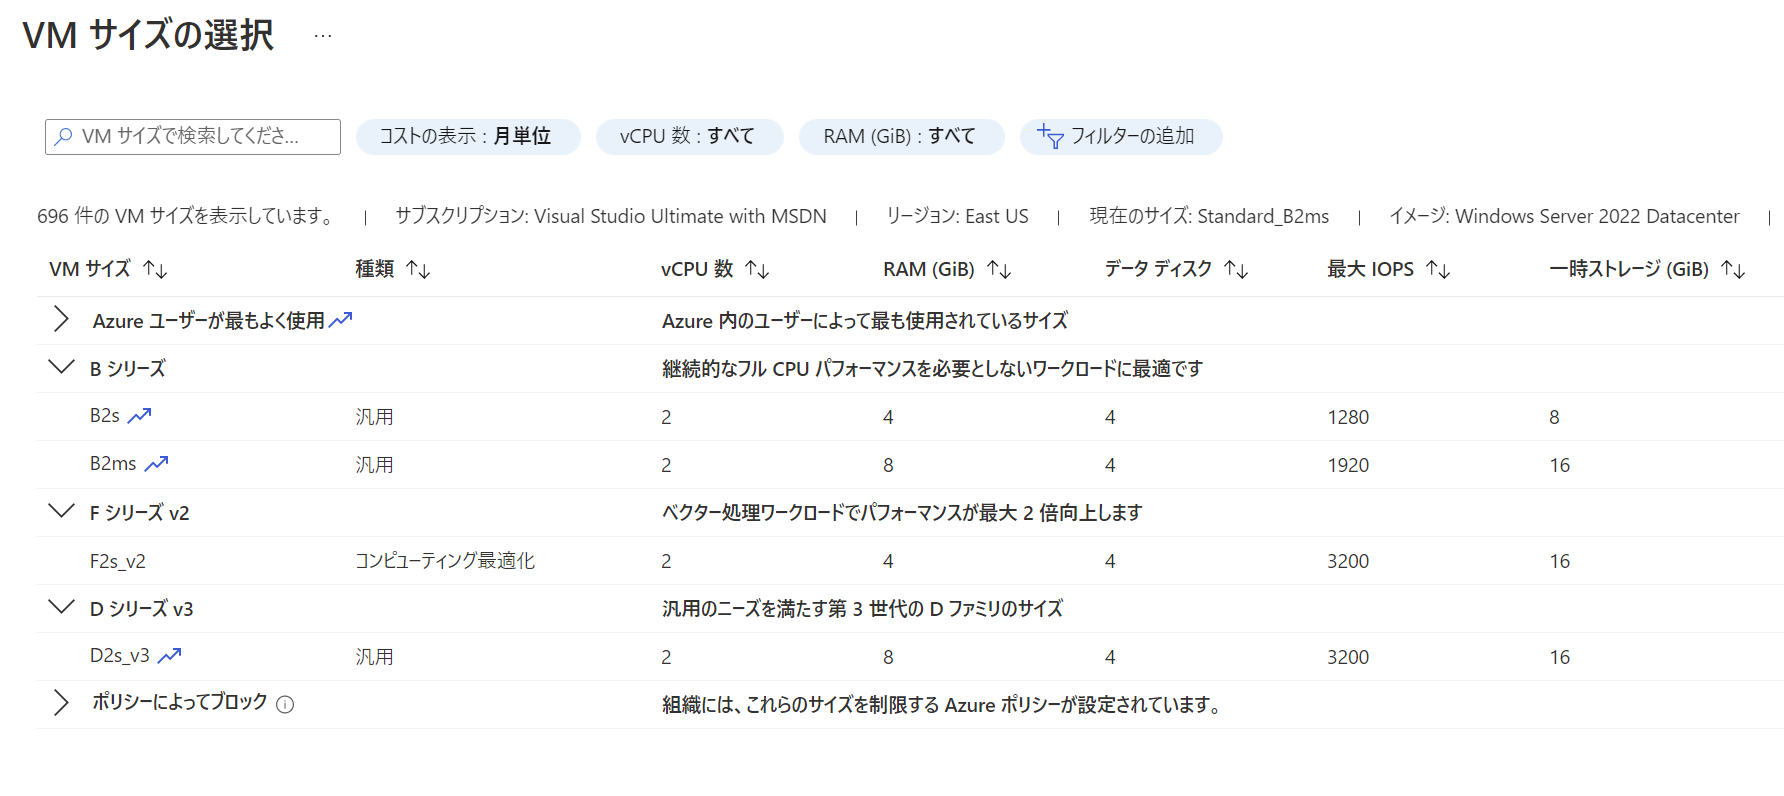 VM サイズの選択 …
VM サイズで検索してくださ... コストの表示 : 月単位 vCPU 数 : すべて RAM (GiB) : すべて フィルターの追加
696 件の VM サイズを表示しています。 | サブスクリプション: Visual Studio Ultimate with MSDN | リージョン: East US | 現在のサイズ: Standard_B2ms | イメージ: Windows Server 2022 Datacenter |
VM サイズ ↑↓ 種類 ↑↓ vCPU 数 ↑↓ RAM (GiB) ↑↓ データ ディスク ↑↓ 最大 IOPS ↑↓ 一時ストレージ (GiB) ↑↓
Azure ユーザーが最もよく使用 Azure 内のユーザーによって最も使用されているサイズ
B シリーズ 継続的なフル CPU パフォーマンスを必要としないワークロードに最適です
B2s 汎用 2 4 4 1280 8
B2ms 汎用 2 8 4 1920 16
F シリーズ v2 ベクター処理ワークロードでパフォーマンスが最大 2 倍向上します
F2s_v2 コンピューティング最適化 2 4 4 3200 16
D シリーズ v3 汎用のニーズを満たす第 3 世代の D ファミリのサイズ
D2s_v3 汎用 2 8 4 3200 16
ポリシーによってブロック 組織には、これらのサイズを制限する Azure ポリシーが設定されています。